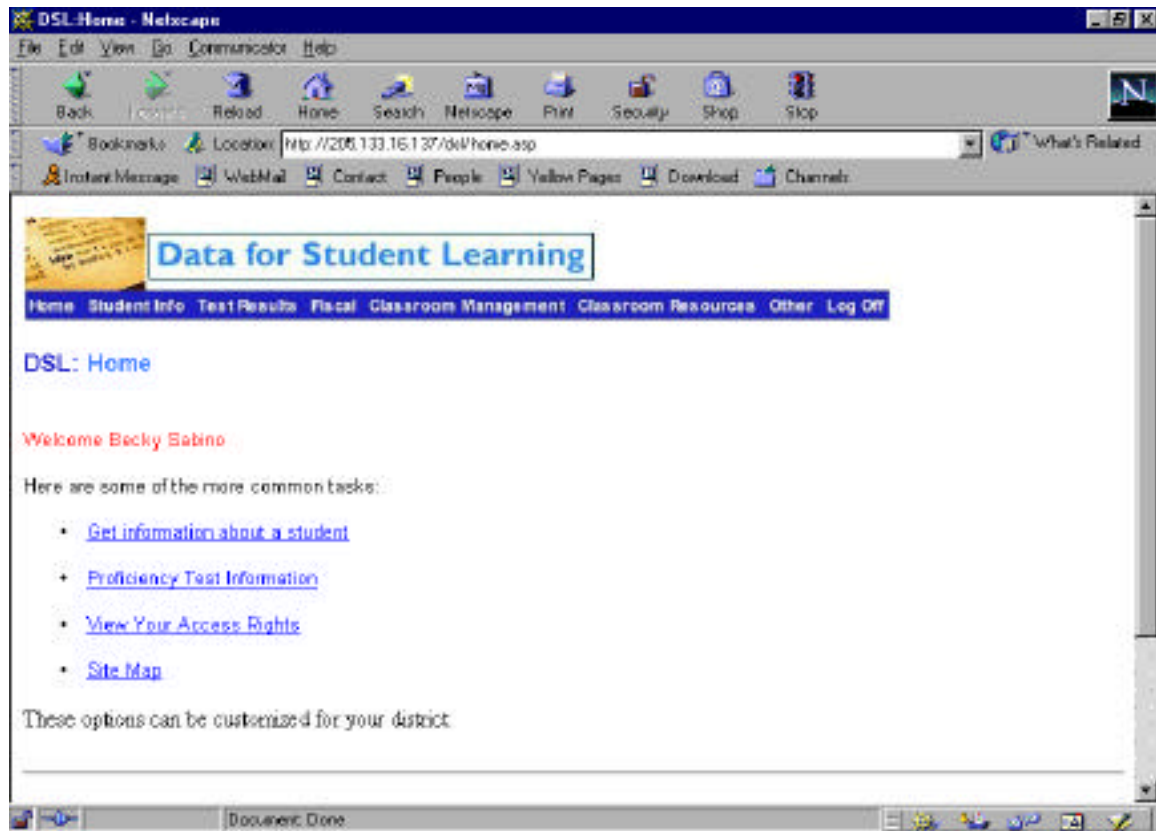 DSL:Home - Netscape
File Edit View Go Communicator Help
Back Forward Reload Home Search Netscape Print Security Shop Stop
Bookmarks Location: http://206.133.16.137/dsl/home.asp What's Related
Instant Message WebMail Contact People Yellow Pages Download Channels
Data for Student Learning
Home Student Info Test Results Fiscal Classroom Management Classroom Resources Other Log Off
DSL: Home
Welcome Becky Sabino
Here are some of the more common tasks:
• Get information about a student
• Proficiency Test Information
• View Your Access Rights
• Site Map
These options can be customized for your district
Document: Done